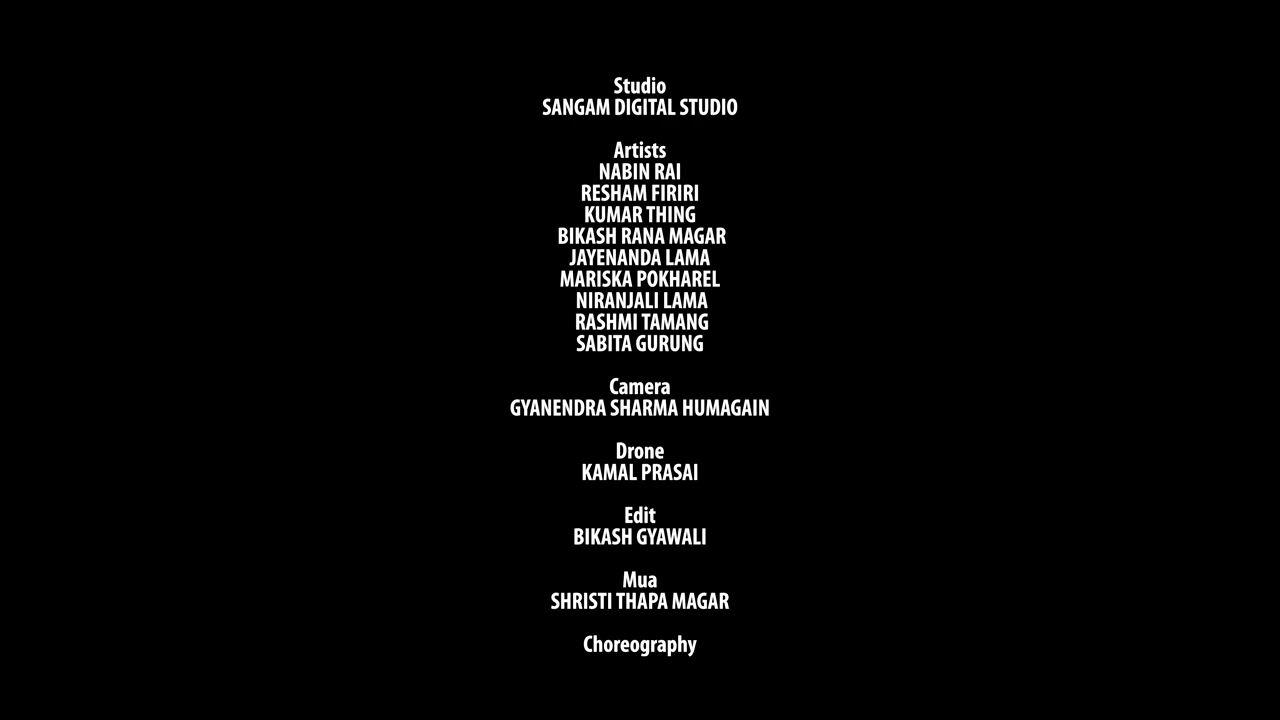 Studio
SANGAM DIGITAL STUDIO
Artists
NABIN RAI
RESHAM FIRIRI
KUMAR THING
BIKASH RANA MAGAR
JAYENANDA LAMA
MARISKA POKHAREL
NIRANJALI LAMA
RASHMI TAMANG
SABITA GURUNG
Camera
GYANENDRA SHARMA HUMAGAIN
Drone
KAMAL PRASAI
Edit
BIKASH GYAWALI
Mua
SHRISTI THAPA MAGAR
Choreography